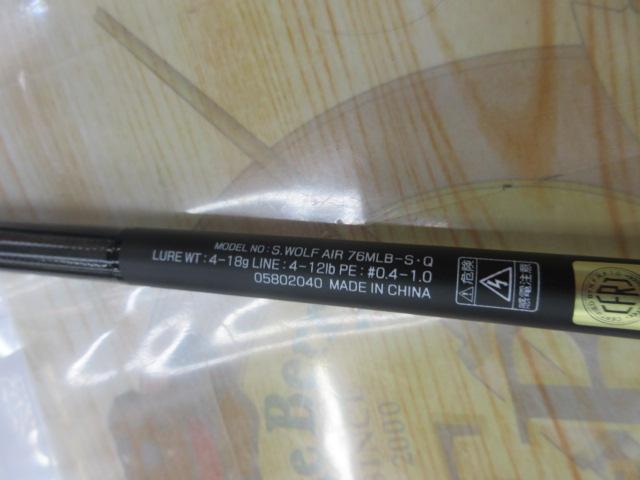 MODEL NO : S.WOLF AIR 76MLB-S・Q
LURE WT : 4-18g LINE : 4-12lb PE : #0.4-1.0
05802040 MADE IN CHINA
危険
感電注意
2000